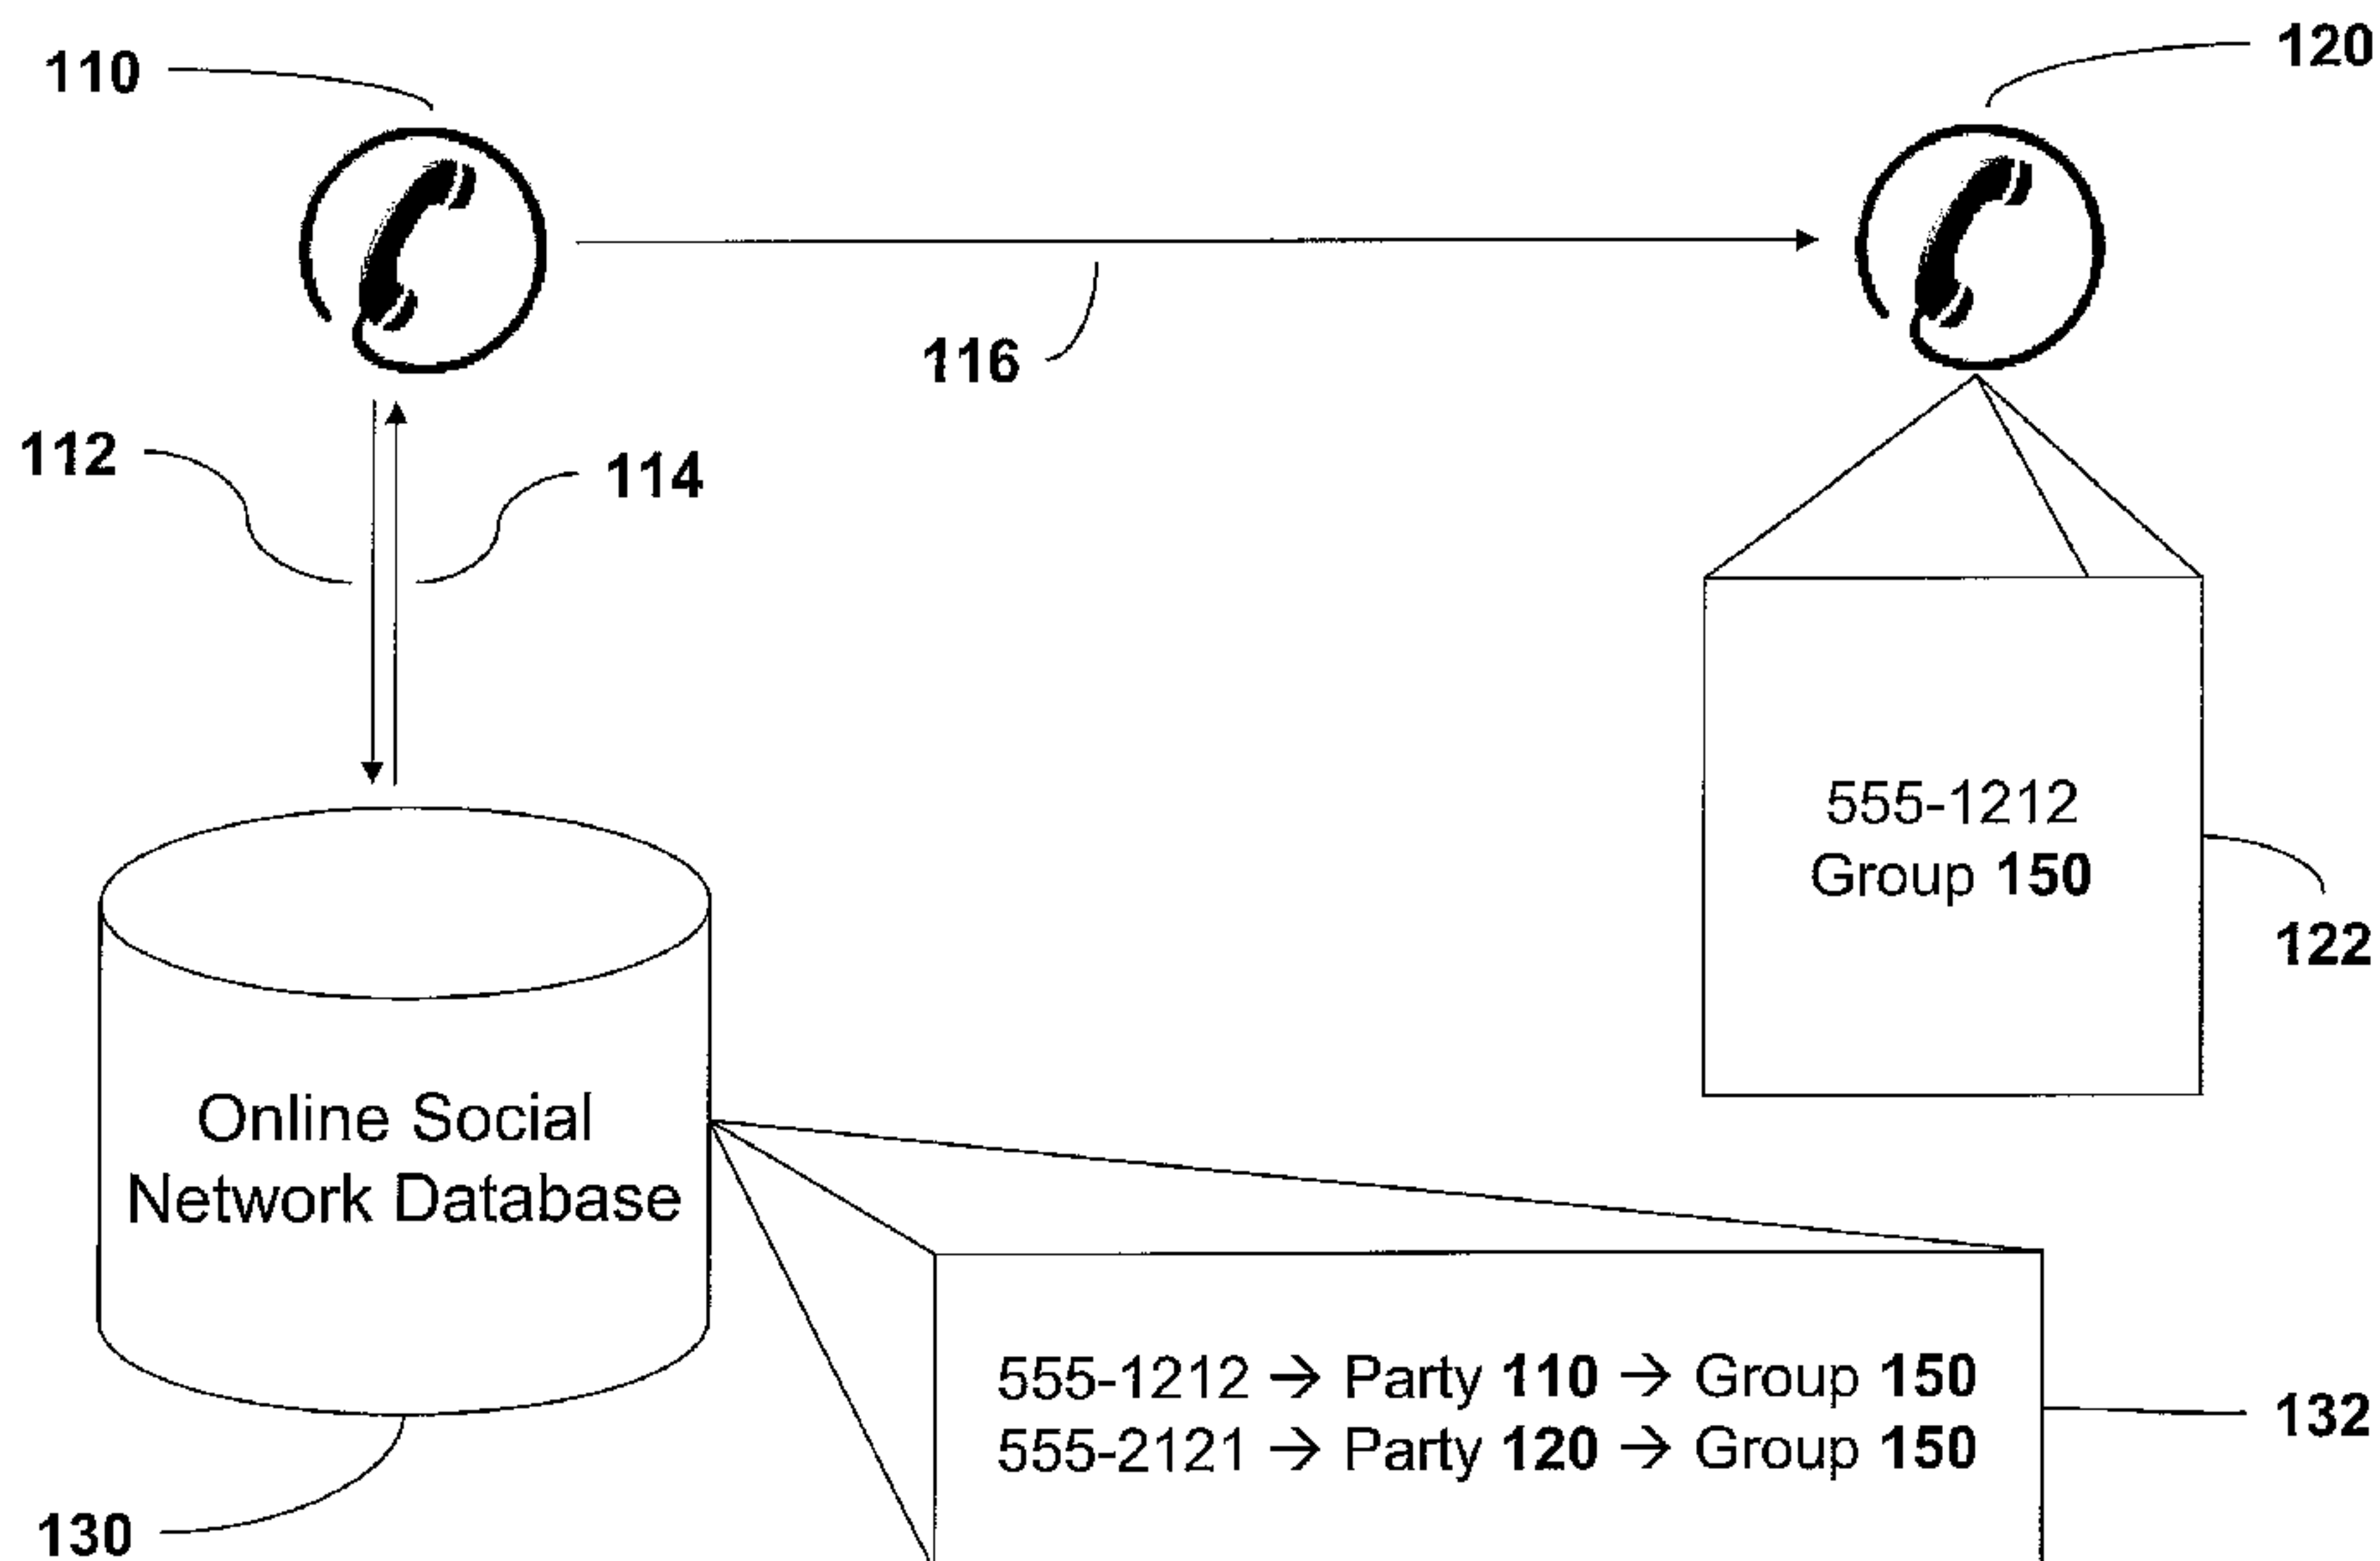 110
120
116
112
114
555-1212
Group 150
122
Online Social
Network Database
555-1212 → Party 110 → Group 150
555-2121 → Party 120 → Group 150
132
130